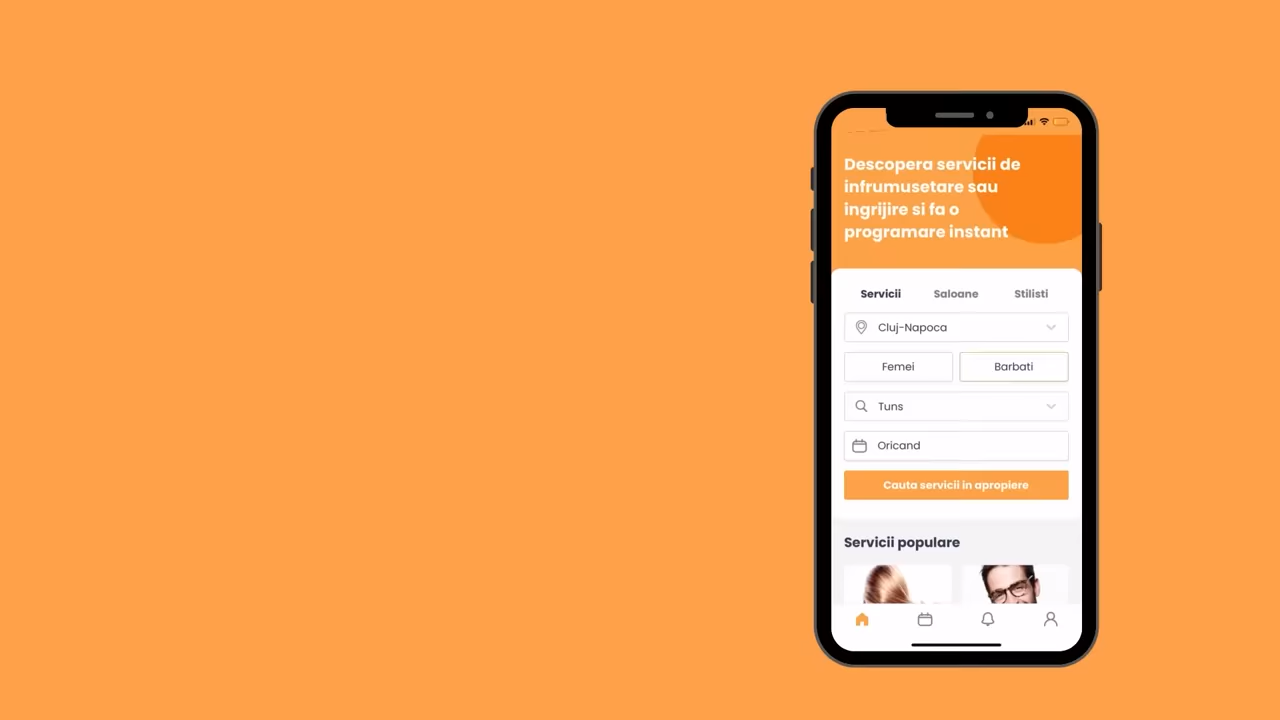 Descopera servicii de
infrumusetare sau
ingrijire si fa o
programare instant
Servicii Saloane Stilisti
Cluj-Napoca
Femei Barbati
Tuns
Oricand
Cauta servicii in apropiere
Servicii populare